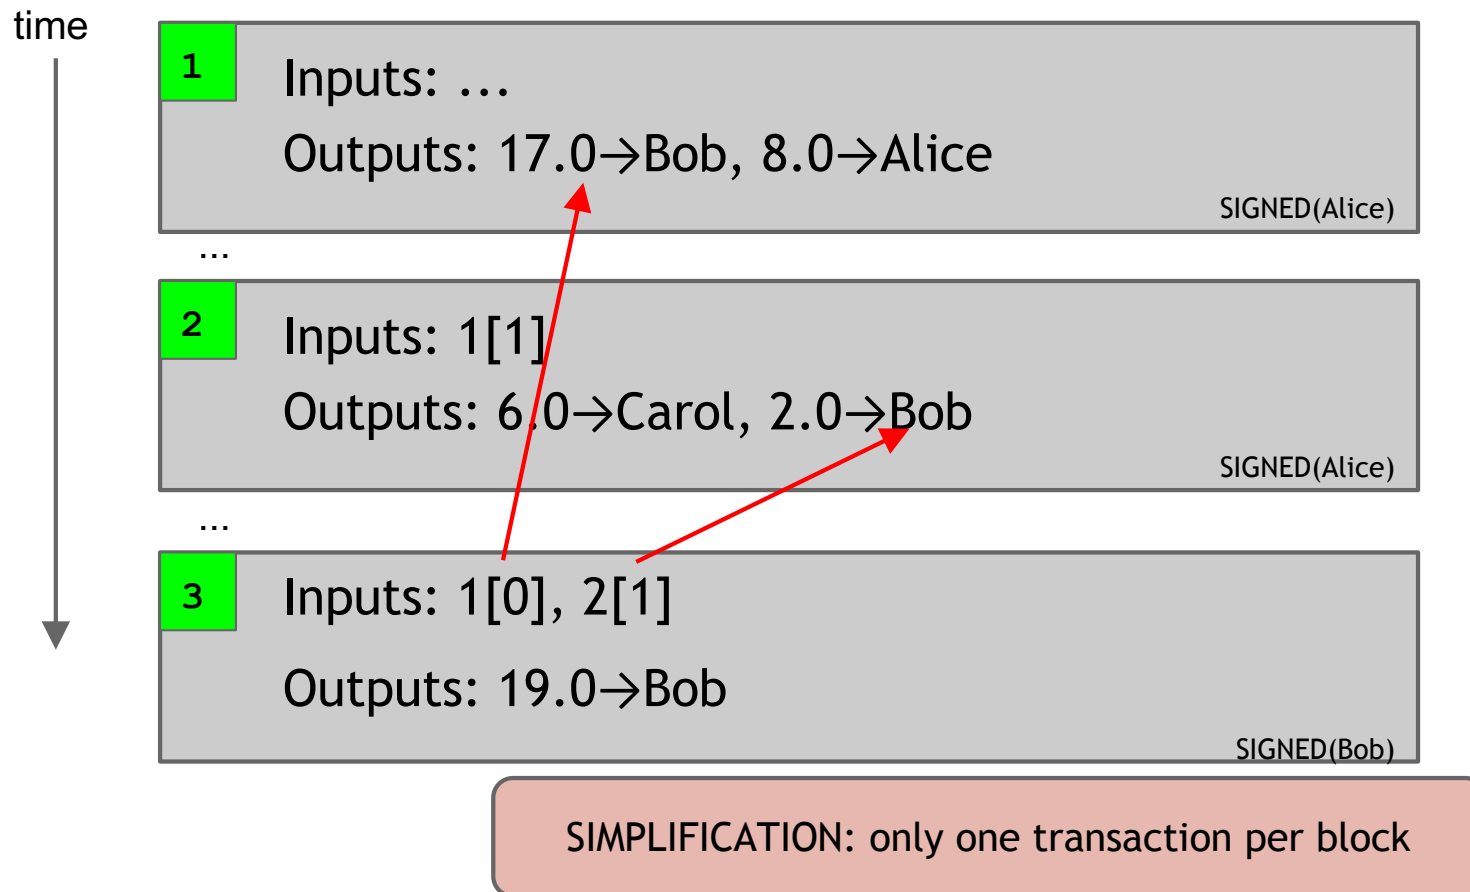 time
1
Inputs: ...
Outputs: 17.0→Bob, 8.0→Alice
SIGNED(Alice)
...
2
Inputs: 1[1]
Outputs: 6.0→Carol, 2.0→Bob
SIGNED(Alice)
...
3
Inputs: 1[0], 2[1]
Outputs: 19.0→Bob
SIGNED(Bob)
SIMPLIFICATION: only one transaction per block